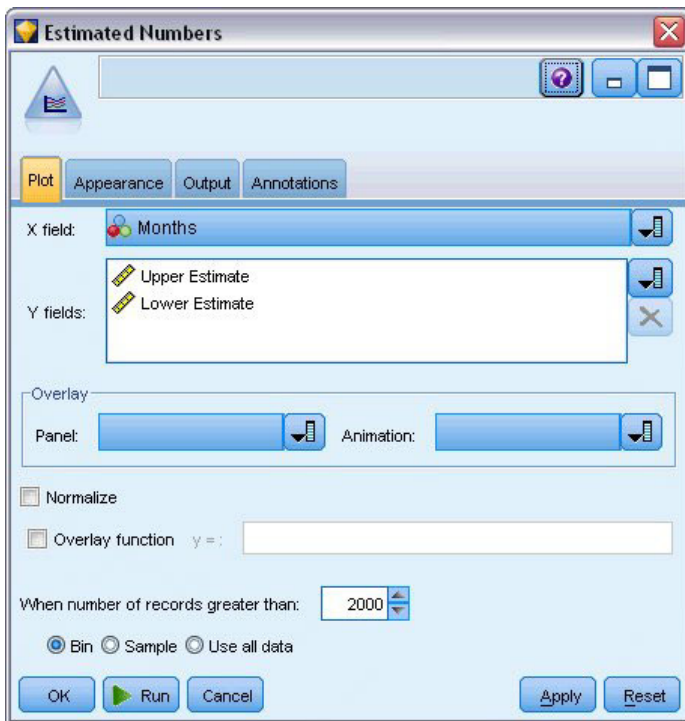 Estimated Numbers
?
Plot Appearance Output Annotations
X field: Months
Y fields: Upper Estimate
Lower Estimate
Overlay
Panel: Animation:
Normalize
Overlay function y = :
When number of records greater than: 2000
Bin Sample Use all data
OK Run Cancel Apply Reset